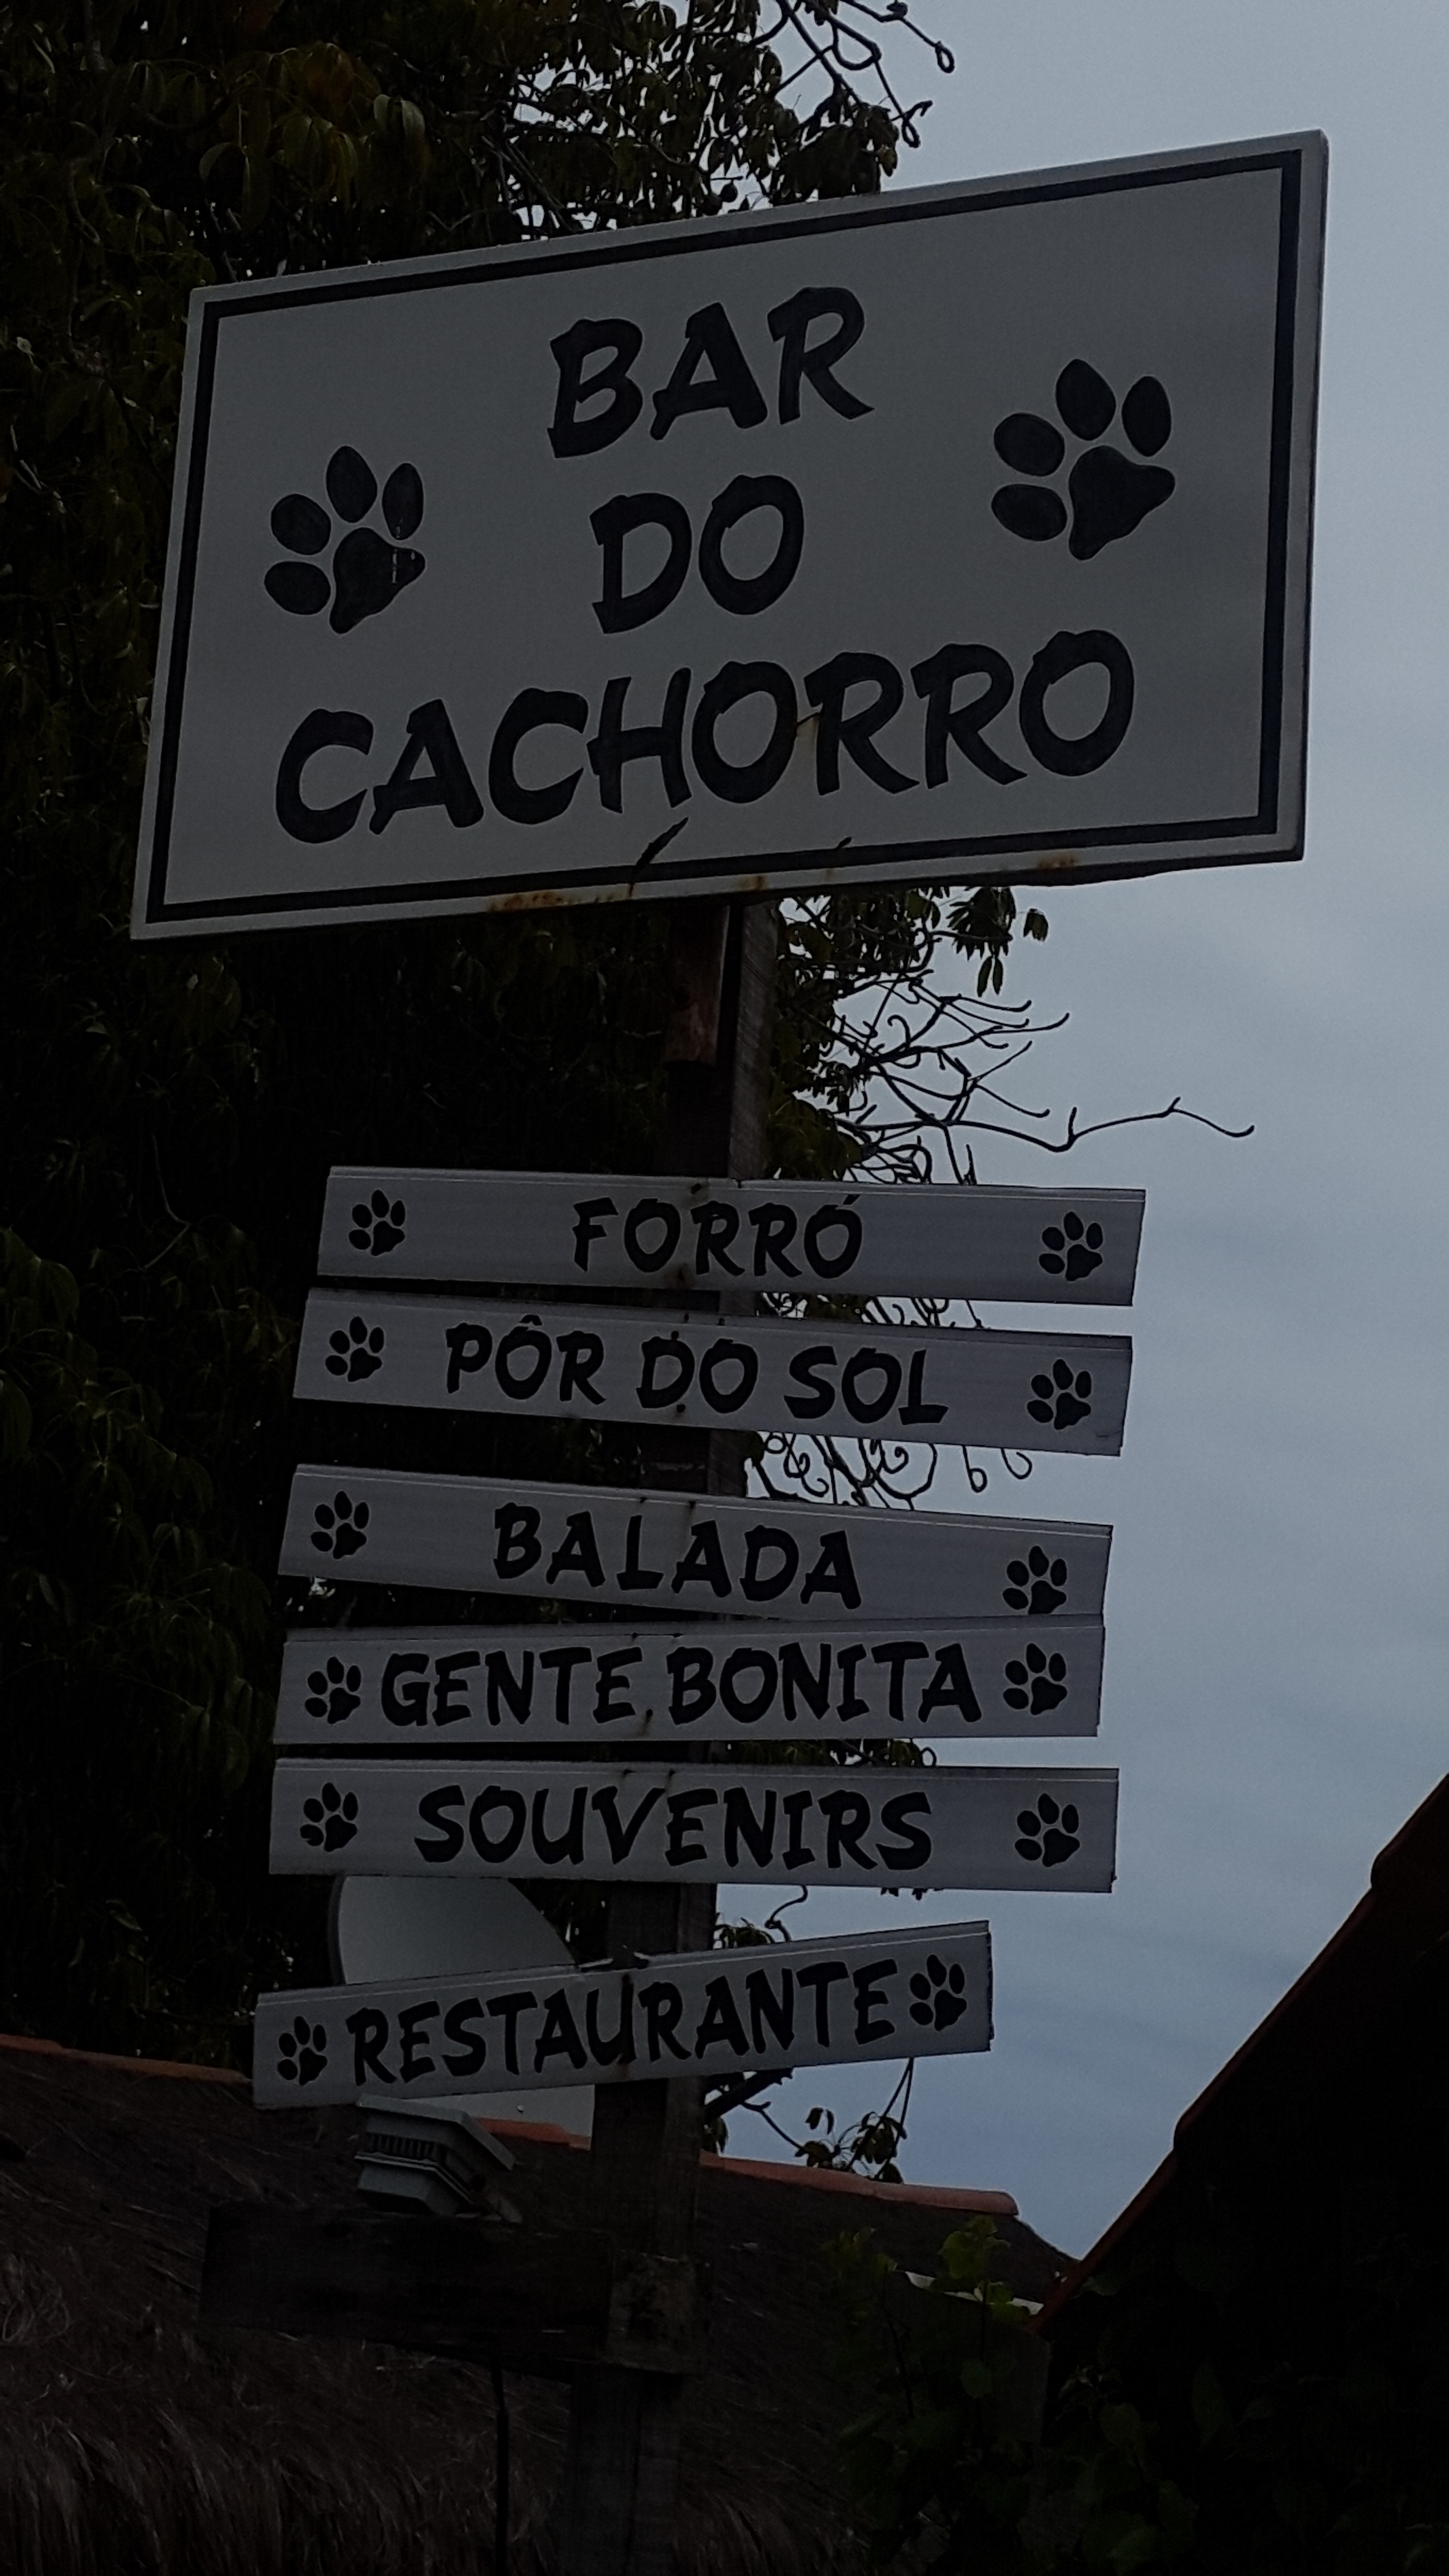 BAR
DO
CACHORRO
FORRÓ
PÔR DO SOL
BALADA
GENTE BONITA
SOUVENIRS
RESTAURANTE